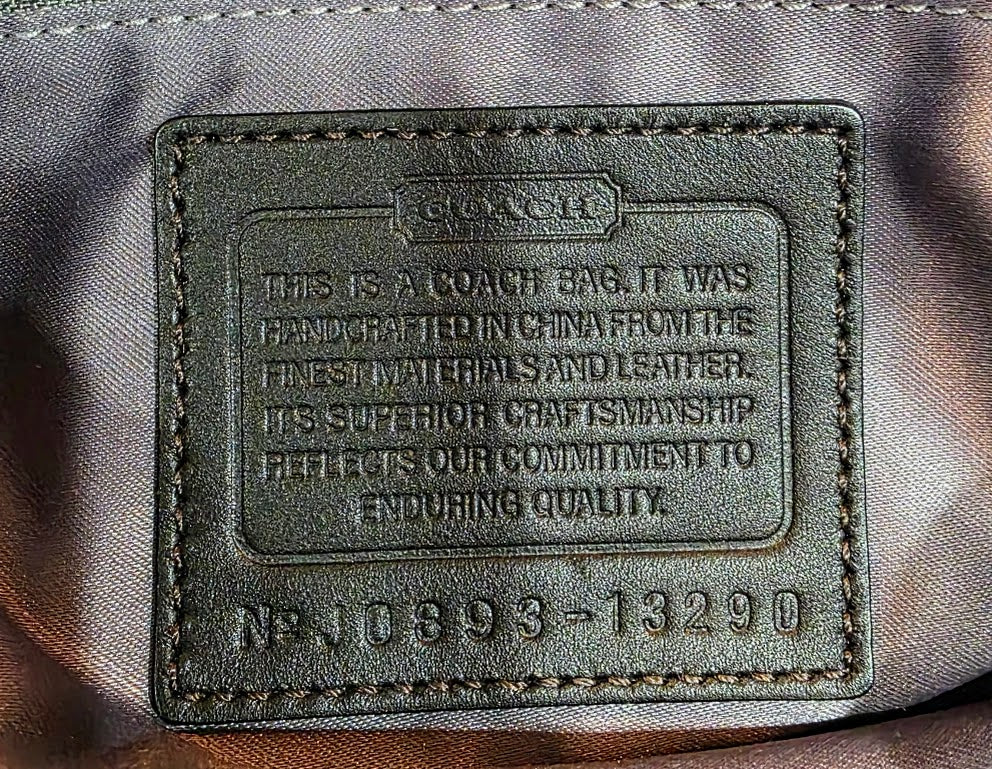 COACH
THIS IS A COACH BAG. IT WAS
HANDCRAFTED IN CHINA FROM THE
FINEST MATERIALS AND LEATHER.
ITS SUPERIOR CRAFTSMANSHIP
REFLECTS OUR COMMITMENT TO
ENDURING QUALITY.
Nº J0893-13290